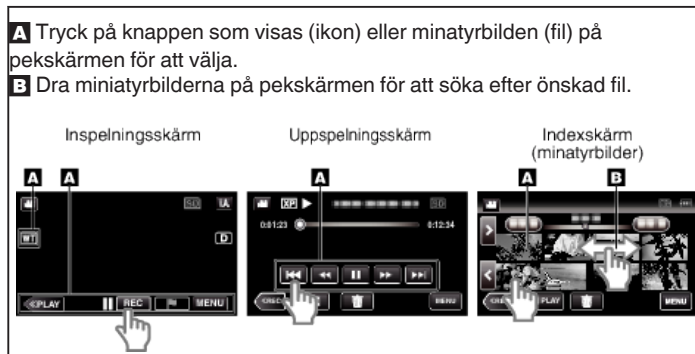 A Tryck på knappen som visas (ikon) eller minatyrbilden (fil) på
pekskärmen för att välja.
B Dra miniatyrbilderna på pekskärmen för att söka efter önskad fil.
Inspelningsskärm
Uppspelningsskärm
Indexskärm
(minatyrbilder)
A A
A
A B
WT
D
≪PLAY REC MENU
XP
0:01:23 0:12:34
MENU
PLAY MENU